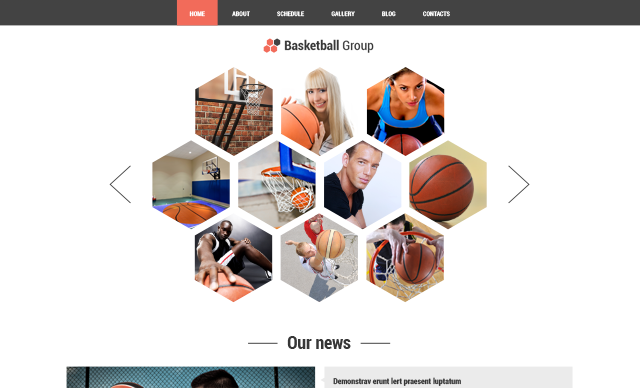 HOME ABOUT SCHEDULE GALLERY BLOG CONTACTS
Basketball Group
Our news
Demonstrav erunt lert praesent luptatum